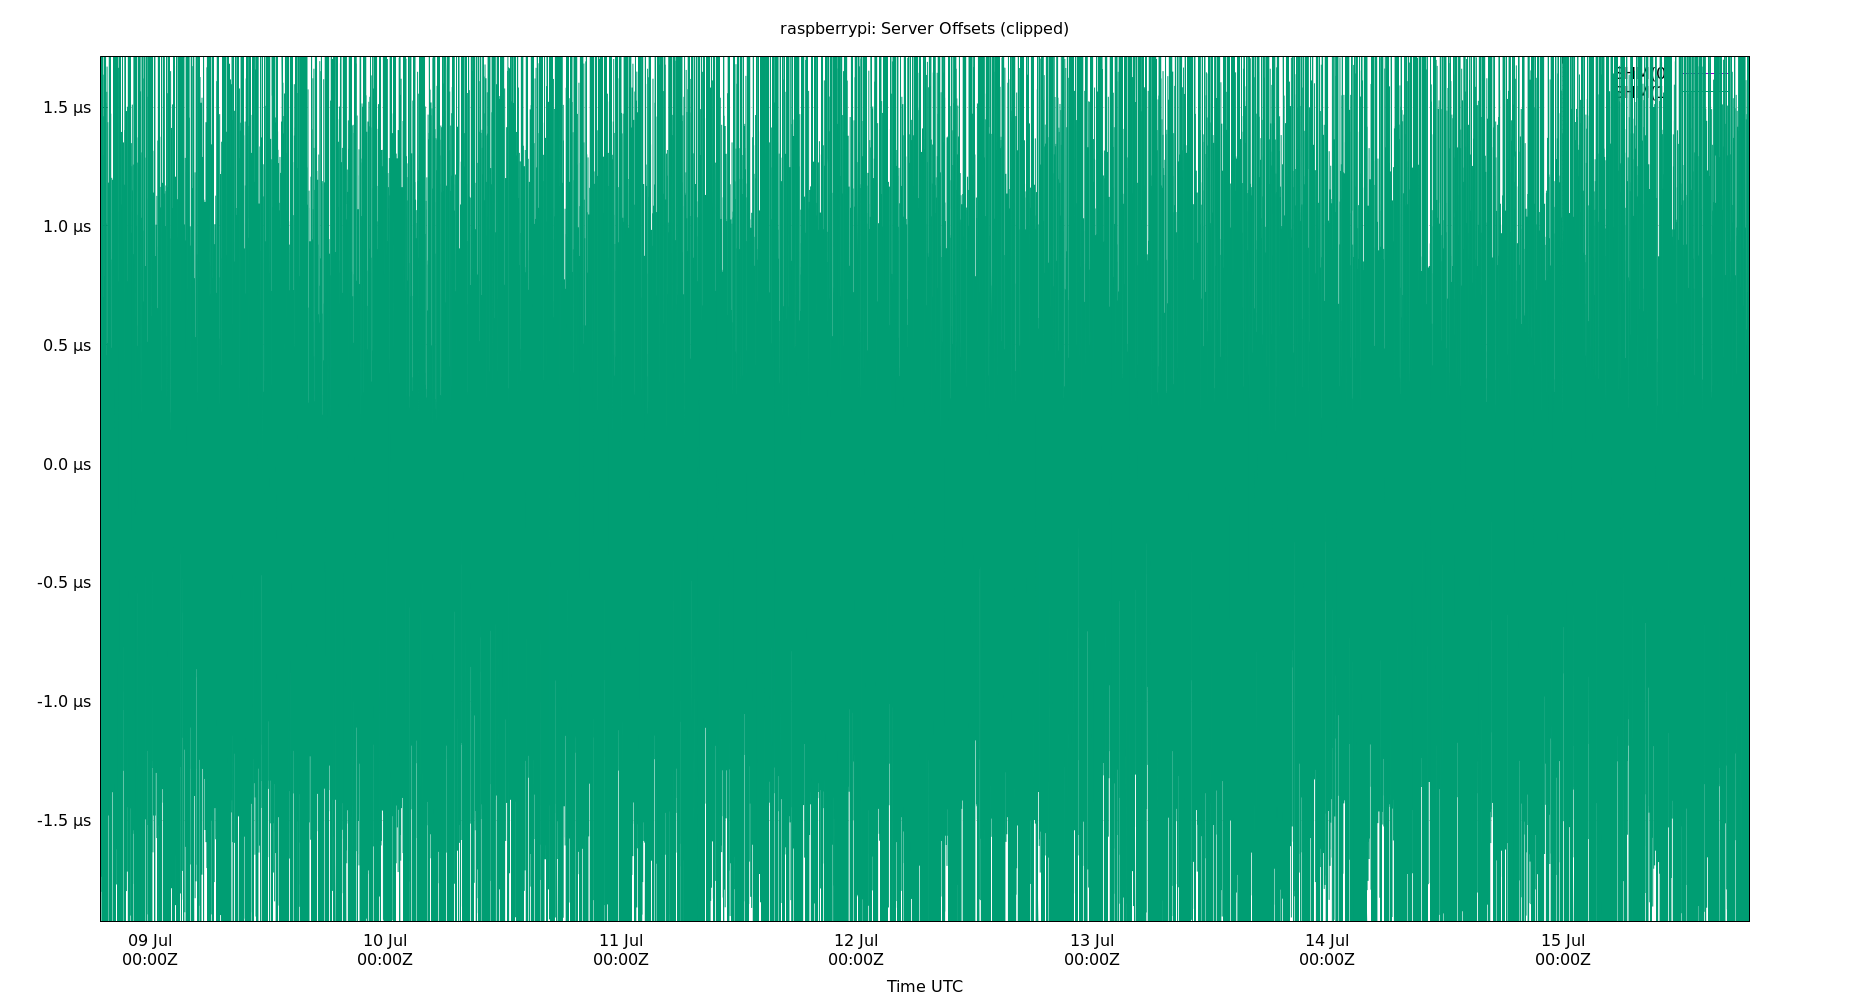 raspberrypi: Server Offsets (clipped)
1.5 µs
1.0 µs
0.5 µs
0.0 µs
-0.5 µs
-1.0 µs
-1.5 µs
09 Jul 10 Jul 11 Jul 12 Jul 13 Jul 14 Jul 15 Jul
00:00Z 00:00Z 00:00Z 00:00Z 00:00Z 00:00Z 00:00Z
Time UTC